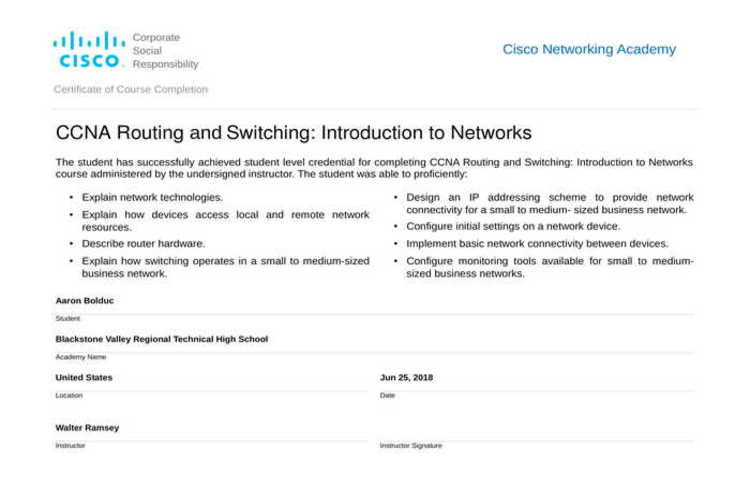 CISCO
Corporate
Social
Responsibility
Cisco Networking Academy
Certificate of Course Completion
CCNA Routing and Switching: Introduction to Networks
The student has successfully achieved student level credential for completing CCNA Routing and Switching: Introduction to Networks
course administered by the undersigned instructor. The student was able to proficiently:
• Explain network technologies.
• Explain how devices access local and remote network
resources.
• Describe router hardware.
• Explain how switching operates in a small to medium-sized
business network.
• Design an IP addressing scheme to provide network
connectivity for a small to medium- sized business network.
• Configure initial settings on a network device.
• Implement basic network connectivity between devices.
• Configure monitoring tools available for small to medium-
sized business networks.
Aaron Bolduc
Student
Blackstone Valley Regional Technical High School
Academy Name
United States
Location
Jun 25, 2018
Date
Walter Ramsey
Instructor
Instructor Signature